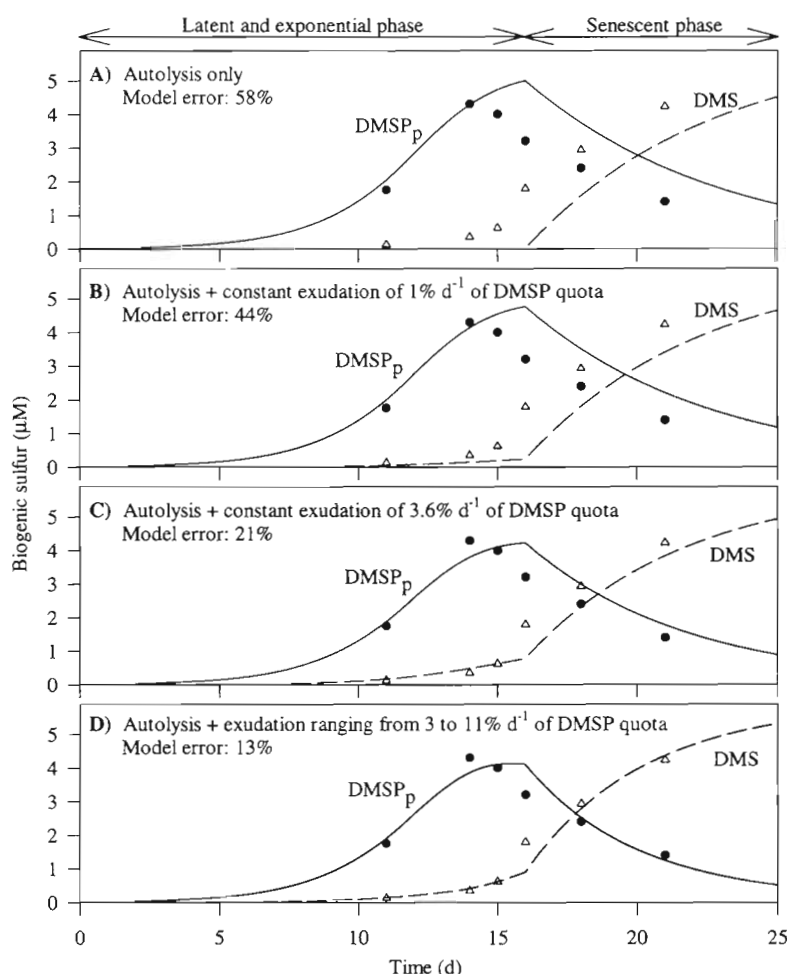 Latent and exponential phase Senescent phase
A) Autolysis only
Model error: 58%
DMSPp
DMS
5
4
3
2
1
0
B) Autolysis + constant exudation of 1% d-1 of DMSP quota
Model error: 44%
DMSPp
DMS
5
4
3
2
1
0
C) Autolysis + constant exudation of 3.6% d-1 of DMSP quota
Model error: 21%
DMSPp
DMS
5
4
3
2
1
0
D) Autolysis + exudation ranging from 3 to 11% d-1 of DMSP quota
Model error: 13%
DMSPp
DMS
5
4
3
2
1
0
Biogenic sulfur (µM)
0 5 10 15 20 25
Time (d)